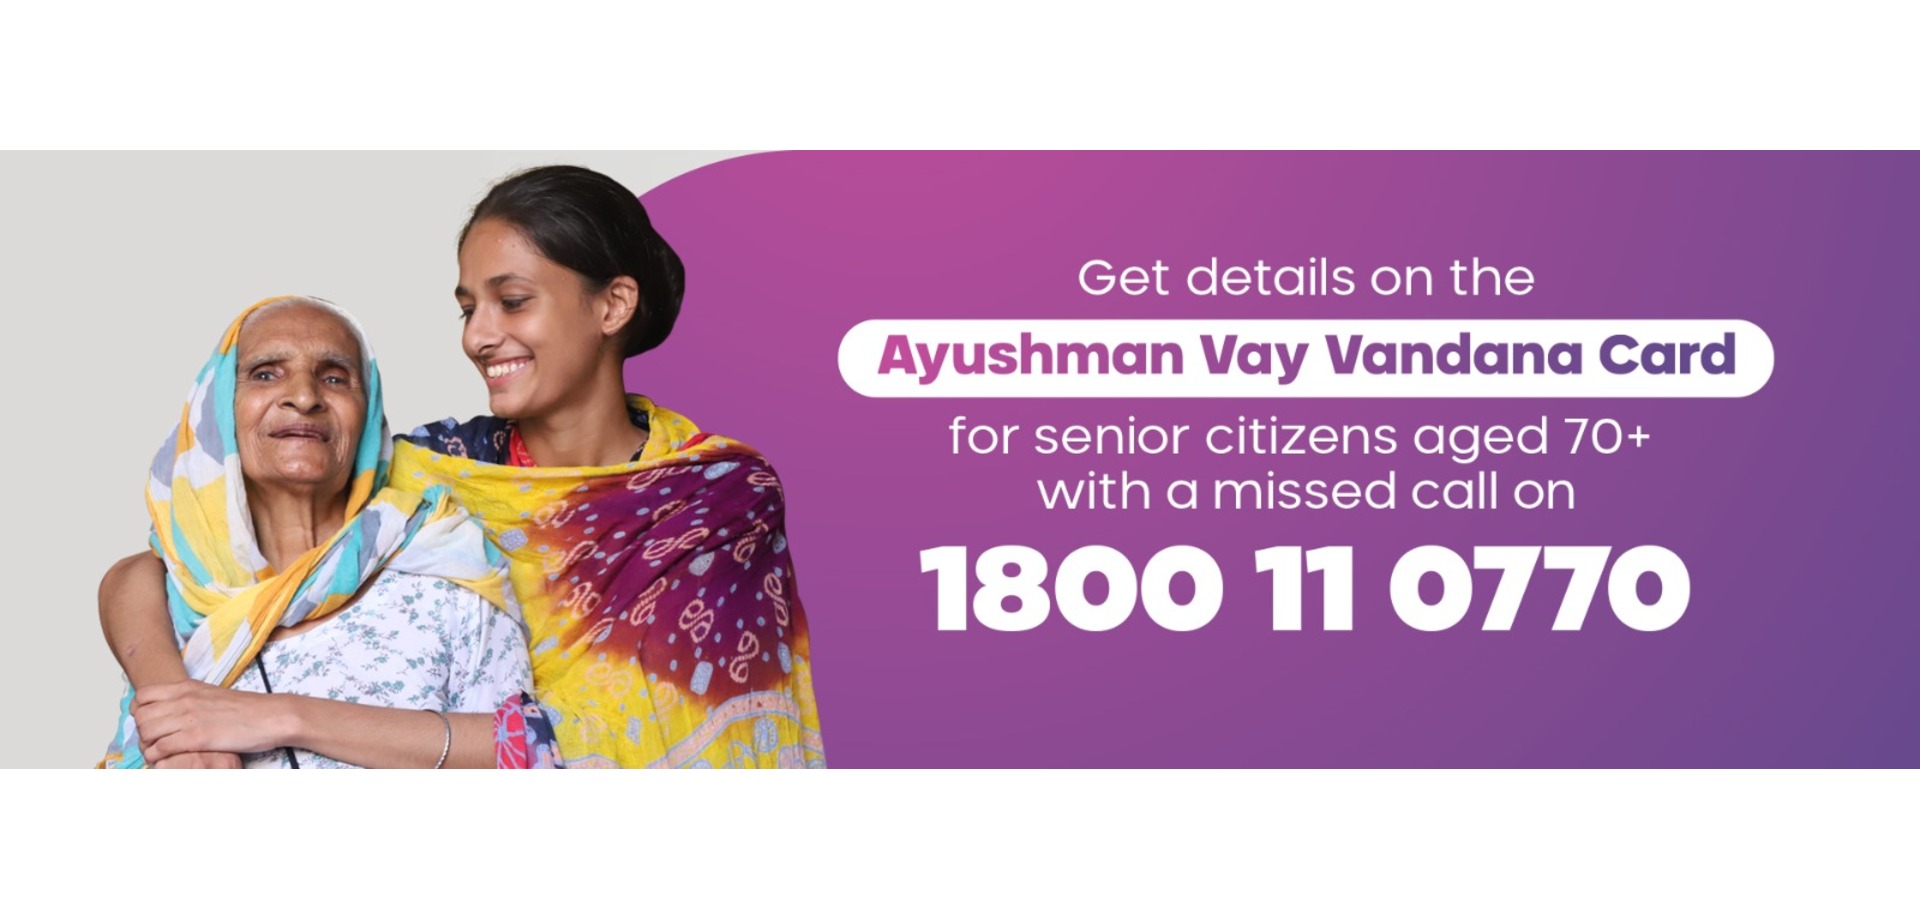 Get details on the
Ayushman Vay Vandana Card
for senior citizens aged 70+
with a missed call on
1800 11 0770